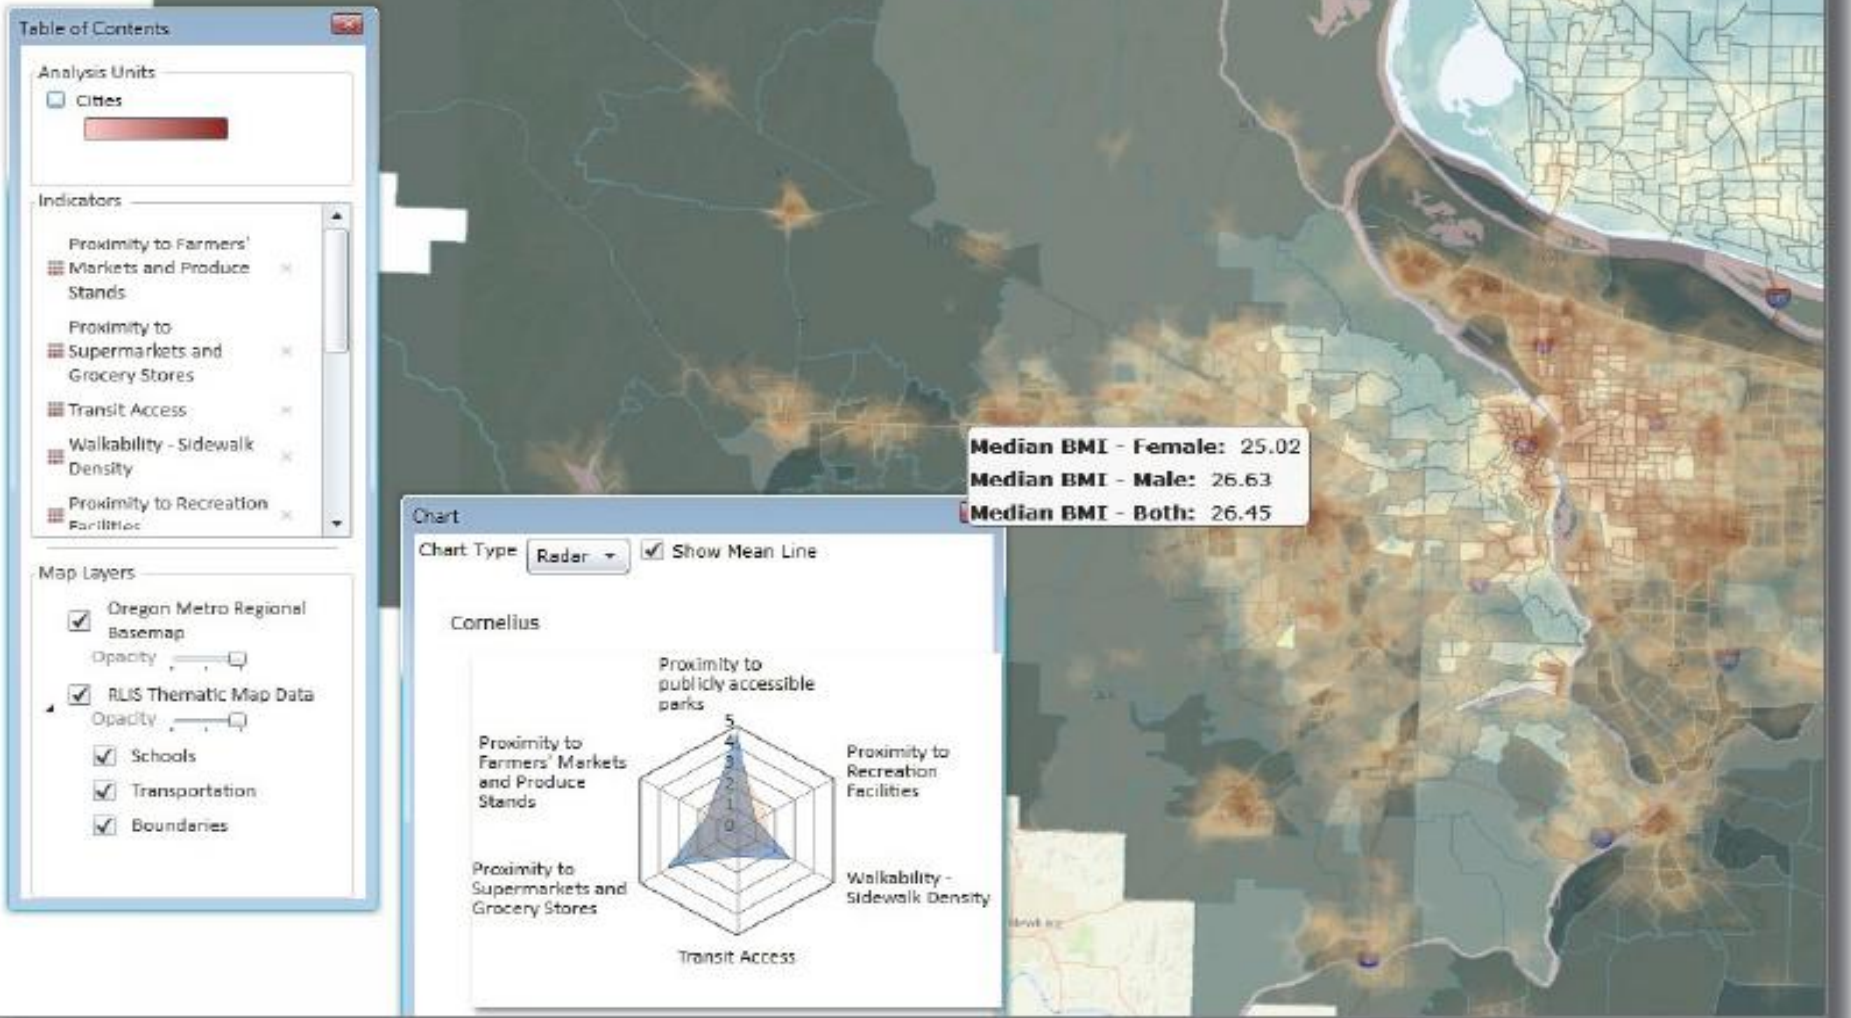 Table of Contents
Analysis Units
Cities
Indicators
Proximity to Farmers'
Markets and Produce
Stands
Proximity to
Supermarkets and
Grocery Stores
Transit Access
Walkability - Sidewalk
Density
Proximity to Recreation
Facilities
Map Layers
Oregon Metro Regional
Basemap
Opacity
RLIS Thematic Map Data
Opacity
Schools
Transportation
Boundaries
Median BMI - Female: 25.02
Median BMI - Male: 26.63
Median BMI - Both: 26.45
Chart
Chart Type Radar Show Mean Line
Cornelius
Proximity to
publicly accessible
parks
5
4
3
2
1
0
Proximity to
Farmers' Markets
and Produce
Stands
Proximity to
Recreation
Facilities
Proximity to
Supermarkets and
Grocery Stores
Walkability -
Sidewalk Density
Transit Access